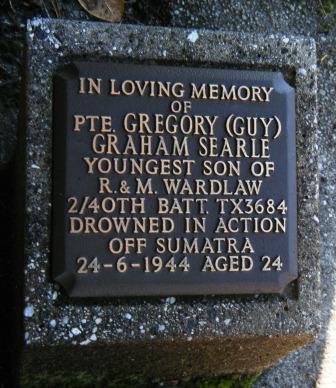 IN LOVING MEMORY
OF
PTE. GREGORY (GUY)
GRAHAM SEARLE
YOUNGEST SON OF
R. & M. WARDLAW
2/40TH BATT. TX3684
DROWNED IN ACTION
OFF SUMATRA
24-6-1944 AGED 24